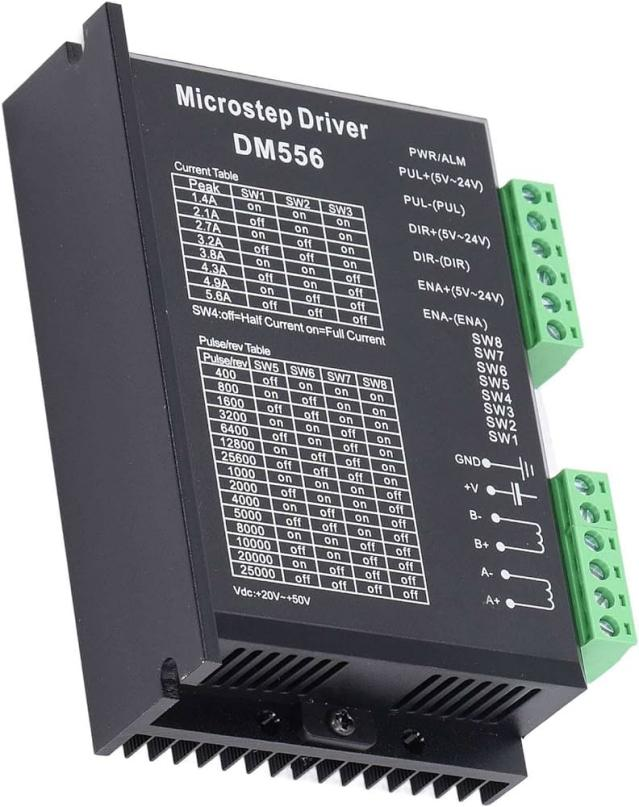 Microstep Driver
DM556
Current Table
Peak SW1 SW2 SW3
1.4A on on on
2.1A off on on
2.7A on off on
3.2A off off on
3.8A on on off
4.3A off on off
4.9A on off off
5.6A off off off
SW4:off=Half Current on=Full Current
Pulse/rev Table
Pulse/rev SW5 SW6 SW7 SW8
400 off on on on
800 on off on on
1600 off off on on
3200 on on off on
6400 off on off on
12800 on off off on
25600 off off off on
1000 on on on off
2000 off on on off
4000 on off on off
5000 off off on off
8000 on on off off
10000 off on off off
20000 on off off off
25000 off off off off
Vdc:+20V~+50V
PWR/ALM
PUL+(5V~24V)
PUL-(PUL)
DIR+(5V~24V)
DIR-(DIR)
ENA+(5V~24V)
ENA-(ENA)
SW8
SW7
SW6
SW5
SW4
SW3
SW2
SW1
GND
+V
B-
B+
A-
A+